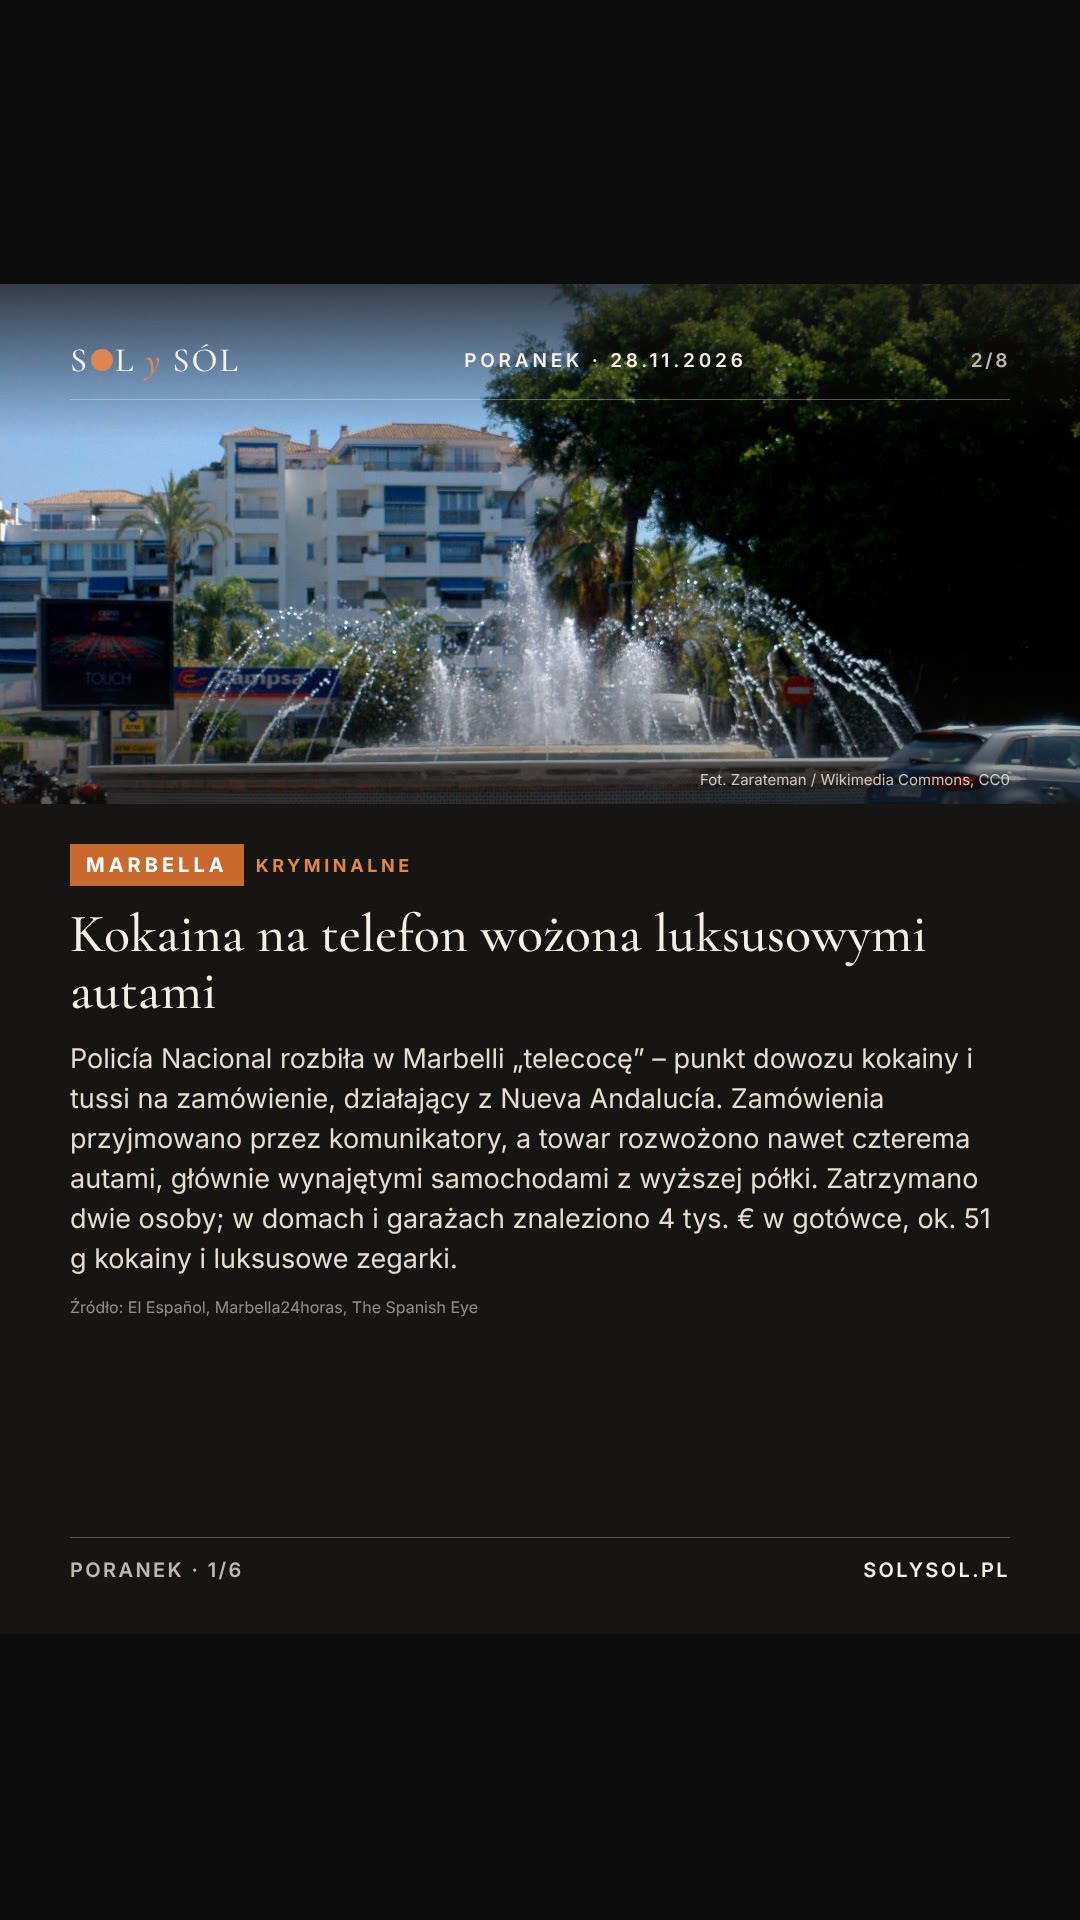 SOL y SÓL
PORANEK · 28.11.2026
2/8
TOUCH
Campsa
Fot. Zarateman / Wikimedia Commons, CC0
MARBELLA KRYMINALNE
Kokaina na telefon wożona luksusowymi
autami
Policía Nacional rozbiła w Marbelli „telecocę” – punkt dowozu kokainy i
tussi na zamówienie, działający z Nueva Andalucía. Zamówienia
przyjmowano przez komunikatory, a towar rozwożono nawet czterema
autami, głównie wynajętymi samochodami z wyższej półki. Zatrzymano
dwie osoby; w domach i garażach znaleziono 4 tys. € w gotówce, ok. 51
g kokainy i luksusowe zegarki.
Źródło: El Español, Marbella24horas, The Spanish Eye
PORANEK · 1/6
SOLYSOL.PL